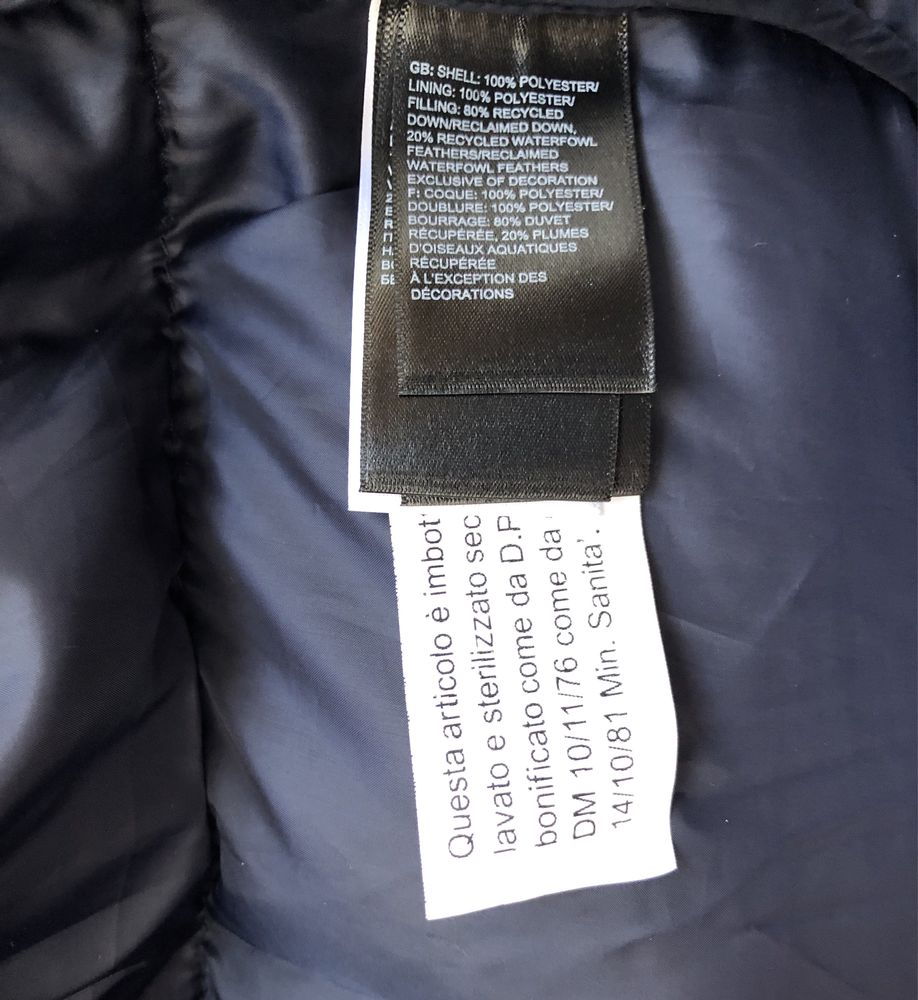 GB: SHELL: 100% POLYESTER/
LINING: 100% POLYESTER/
FILLING: 80% RECYCLED
DOWN/RECLAIMED DOWN,
20% RECYCLED WATERFOWL
FEATHERS/RECLAIMED
WATERFOWL FEATHERS
EXCLUSIVE OF DECORATION
F: COQUE: 100% POLYESTER/
DOUBLURE: 100% POLYESTER/
BOURRAGE: 80% DUVET
RÉCUPÉRÉE, 20% PLUMES
D'OISEAUX AQUATIQUES
RÉCUPÉRÉE
À L'EXCEPTION DES
DÉCORATIONS
Questa articolo è
lavato e sterilizzato
bonificato come da D.P
DM 10/11/76 come da
14/10/81 Min. Sanita'.